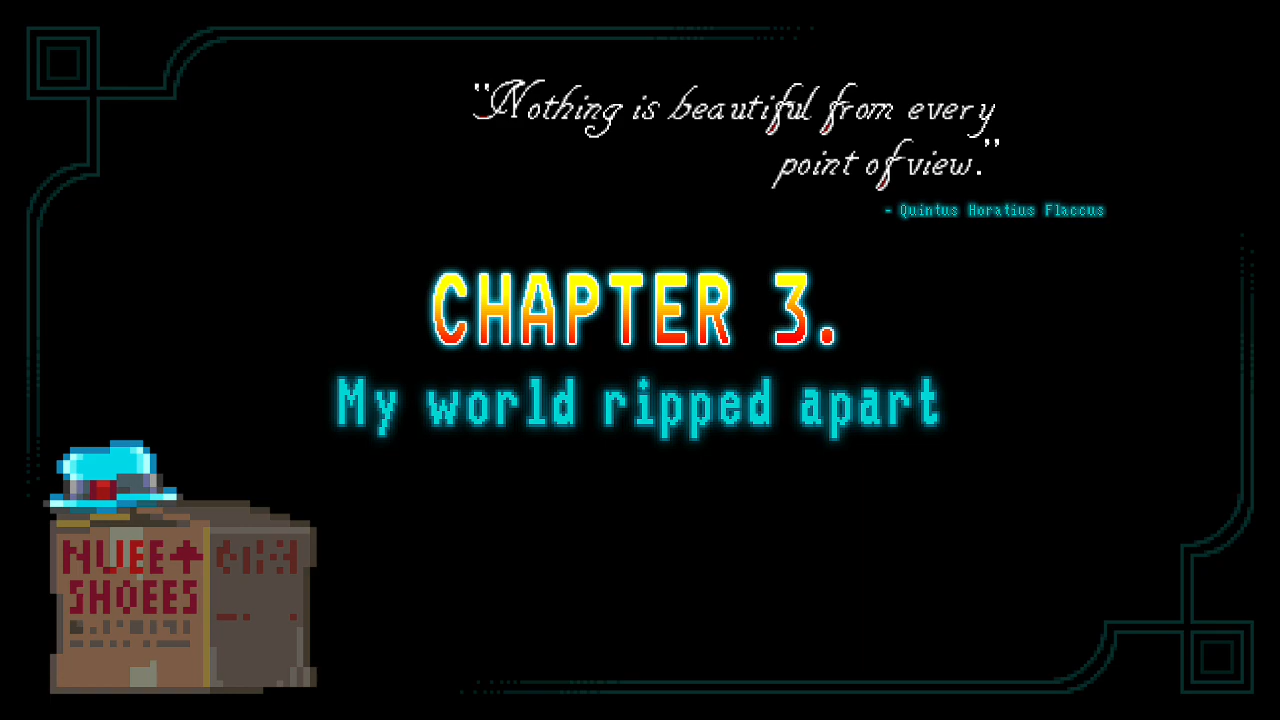 "Nothing is beautiful from every
point of view."
- Quintus Horatius Flaccus
CHAPTER 3.
My world ripped apart
NUEE+
SHOEES